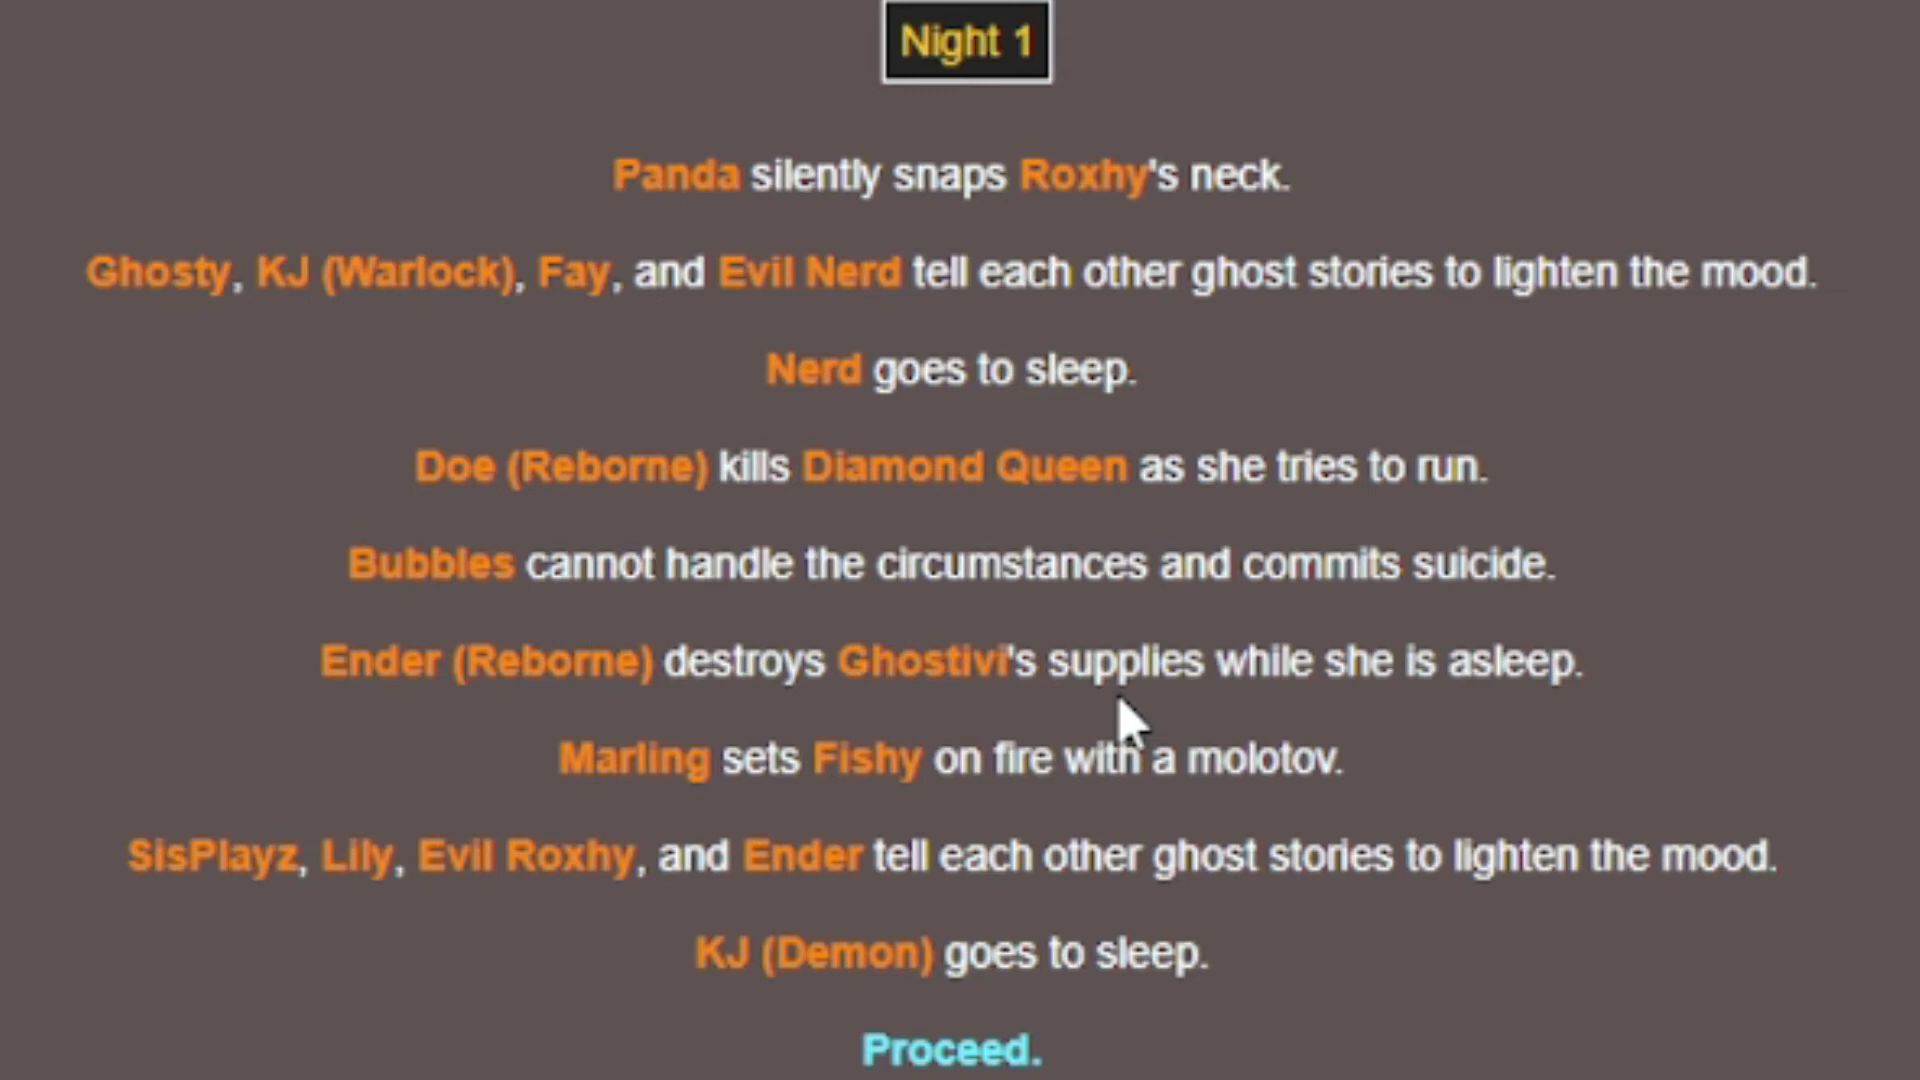 Night 1
Panda silently snaps Roxhy's neck.
Ghosty, KJ (Warlock), Fay, and Evil Nerd tell each other ghost stories to lighten the mood.
Nerd goes to sleep.
Doe (Reborne) kills Diamond Queen as she tries to run.
Bubbles cannot handle the circumstances and commits suicide.
Ender (Reborne) destroys Ghostivi's supplies while she is asleep.
Marling sets Fishy on fire with a molotov.
SisPlayz, Lily, Evil Roxhy, and Ender tell each other ghost stories to lighten the mood.
KJ (Demon) goes to sleep.
Proceed.